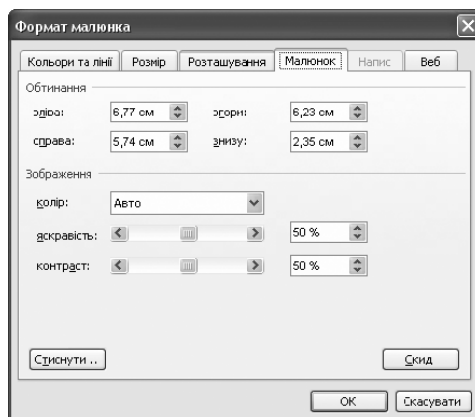 Формат малюнка
Кольори та лінії Розмір Розташування Малюнок Напис Веб
Обтинання
зліва: 6,77 см згори: 6,23 см
справа: 5,74 см знизу: 2,35 см
Зображення
колір: Авто
яскравість: 50 %
контраст: 50 %
Стиснути .. Скид
ОК Скасувати